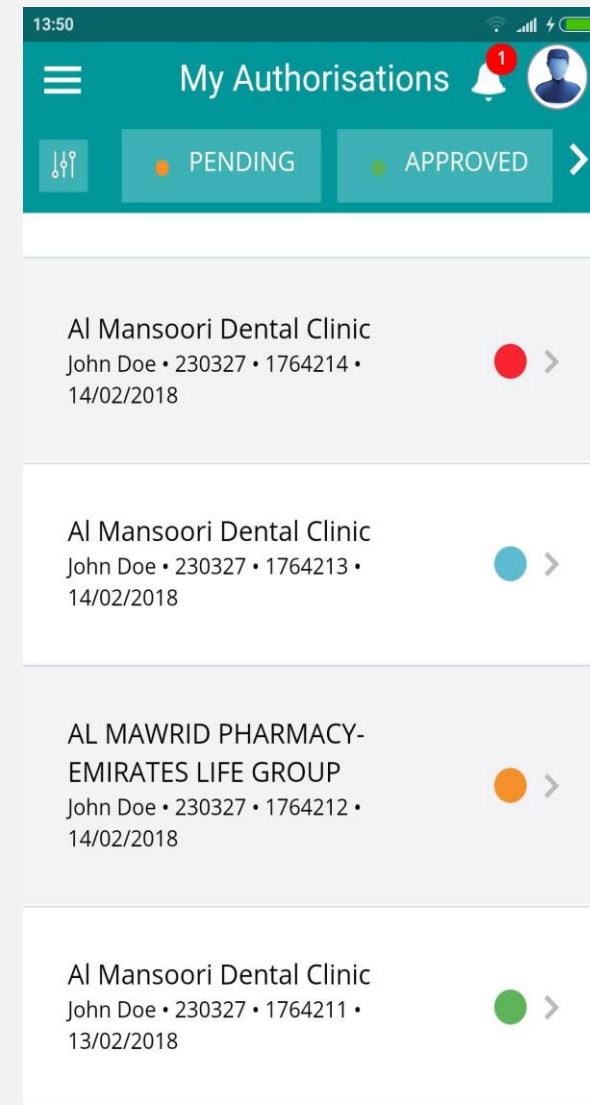 13:50
My Authorisations
1
PENDING
APPROVED
Al Mansoori Dental Clinic
John Doe • 230327 • 1764214 •
14/02/2018
Al Mansoori Dental Clinic
John Doe • 230327 • 1764213 •
14/02/2018
AL MAWRID PHARMACY-
EMIRATES LIFE GROUP
John Doe • 230327 • 1764212 •
14/02/2018
Al Mansoori Dental Clinic
John Doe • 230327 • 1764211 •
13/02/2018